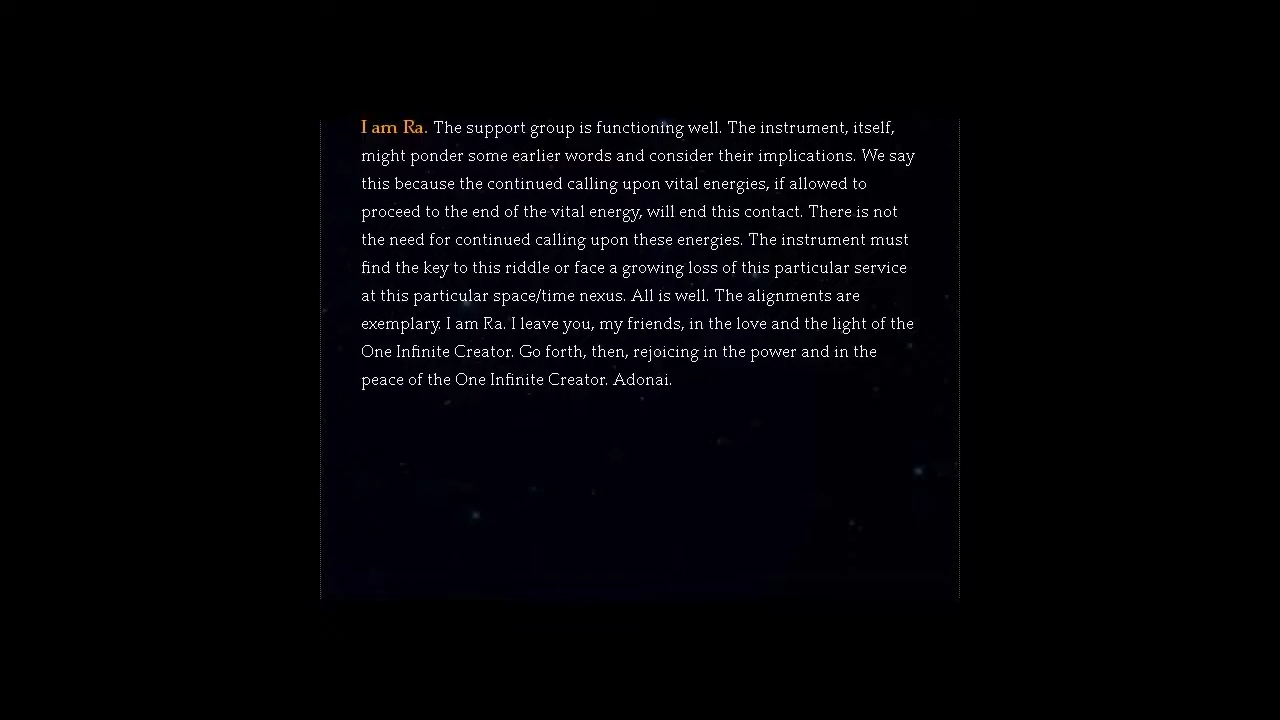 I am Ra. The support group is functioning well. The instrument, itself,
might ponder some earlier words and consider their implications. We say
this because the continued calling upon vital energies, if allowed to
proceed to the end of the vital energy, will end this contact. There is not
the need for continued calling upon these energies. The instrument must
find the key to this riddle or face a growing loss of this particular service
at this particular space/time nexus. All is well. The alignments are
exemplary. I am Ra. I leave you, my friends, in the love and the light of the
One Infinite Creator. Go forth, then, rejoicing in the power and in the
peace of the One Infinite Creator. Adonai.